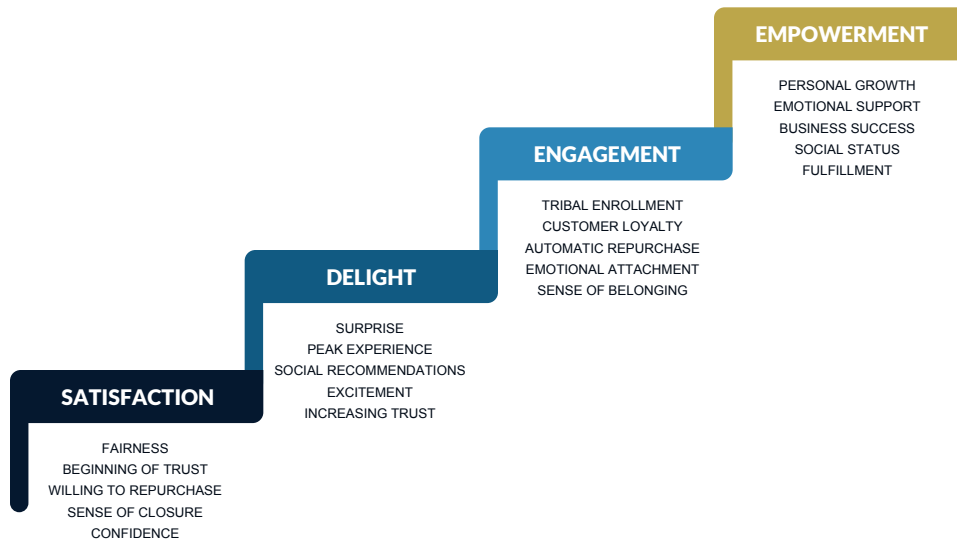 EMPOWERMENT
PERSONAL GROWTH
EMOTIONAL SUPPORT
BUSINESS SUCCESS
SOCIAL STATUS
FULFILLMENT
ENGAGEMENT
TRIBAL ENROLLMENT
CUSTOMER LOYALTY
AUTOMATIC REPURCHASE
EMOTIONAL ATTACHMENT
SENSE OF BELONGING
DELIGHT
SURPRISE
PEAK EXPERIENCE
SOCIAL RECOMMENDATIONS
EXCITEMENT
INCREASING TRUST
SATISFACTION
FAIRNESS
BEGINNING OF TRUST
WILLING TO REPURCHASE
SENSE OF CLOSURE
CONFIDENCE